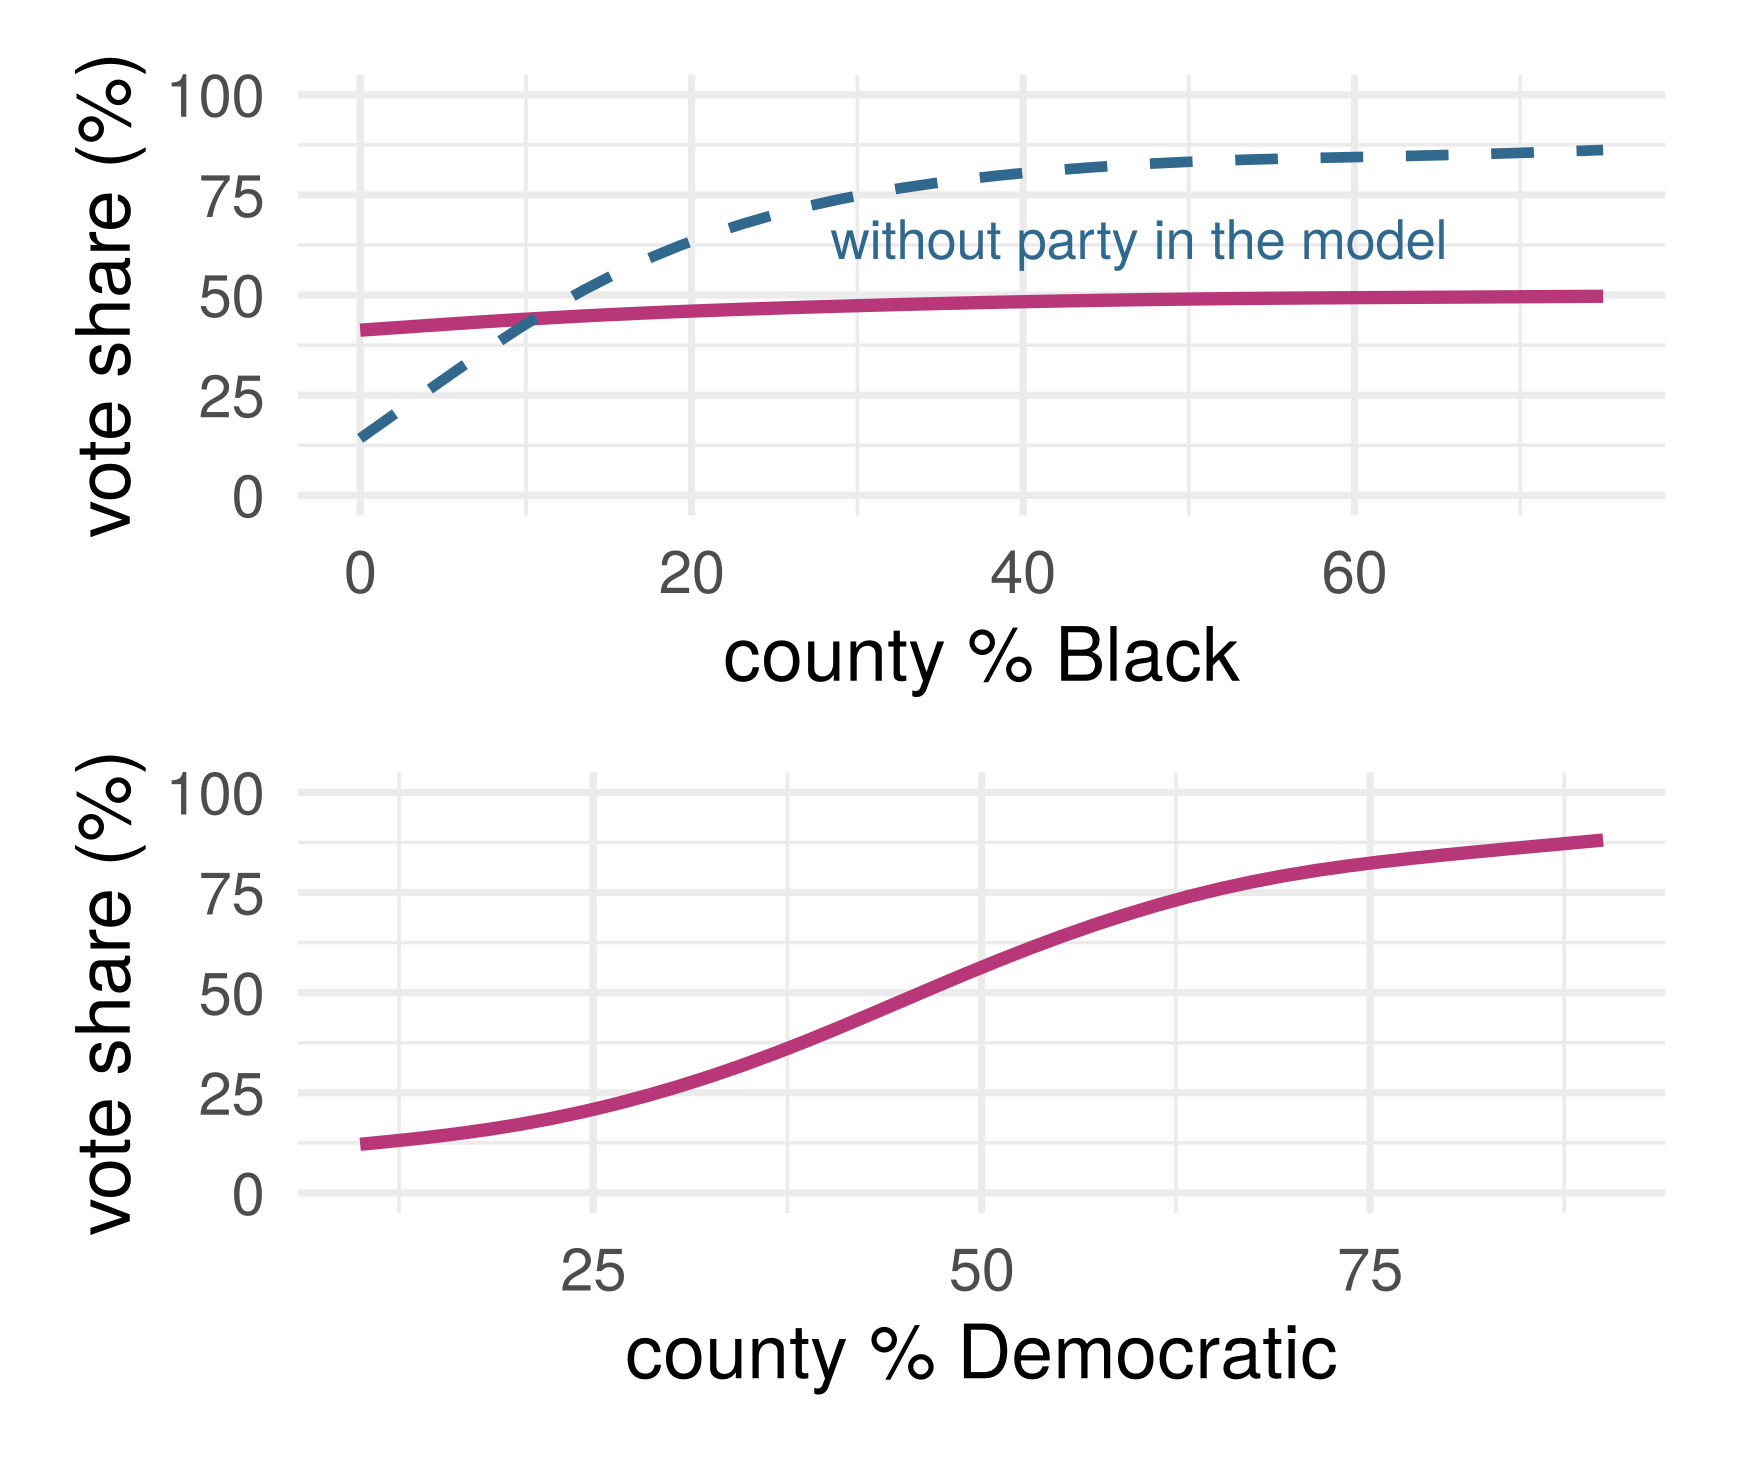 vote share (%)
100
75
50
25
0
without party in the model
0 20 40 60
county % Black
vote share (%)
100
75
50
25
0
25 50 75
county % Democratic